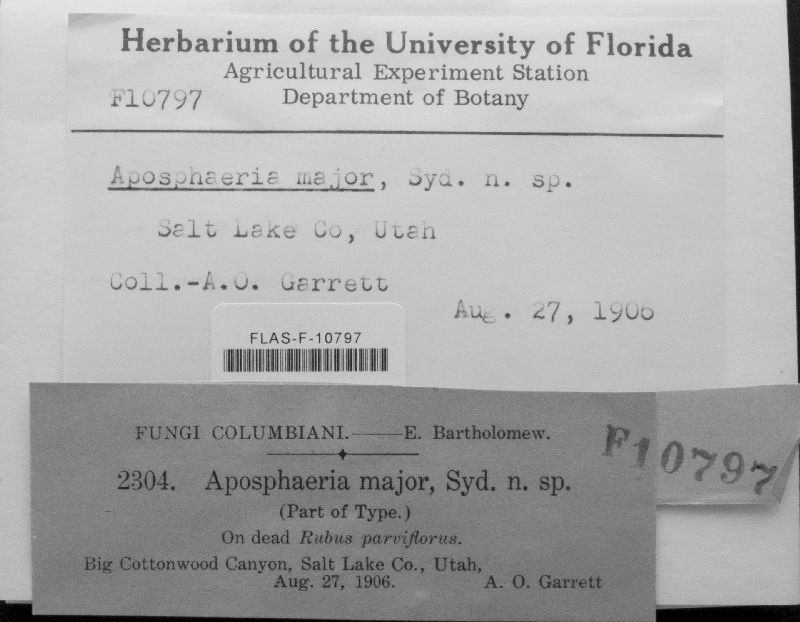 Herbarium of the University of Florida
Agricultural Experiment Station
F10797 Department of Botany
Aposphaeria major, Syd. n. sp.
Salt Lake Co, Utah
Coll.-A.O. Garrett
Aug. 27, 1906
FLAS-F-10797
FUNGI COLUMBIANI.——E. Bartholomew.
F10797
2304. Aposphaeria major, Syd. n. sp.
(Part of Type.)
On dead Rubus parviflorus.
Big Cottonwood Canyon, Salt Lake Co., Utah,
Aug. 27, 1906. A. O. Garrett